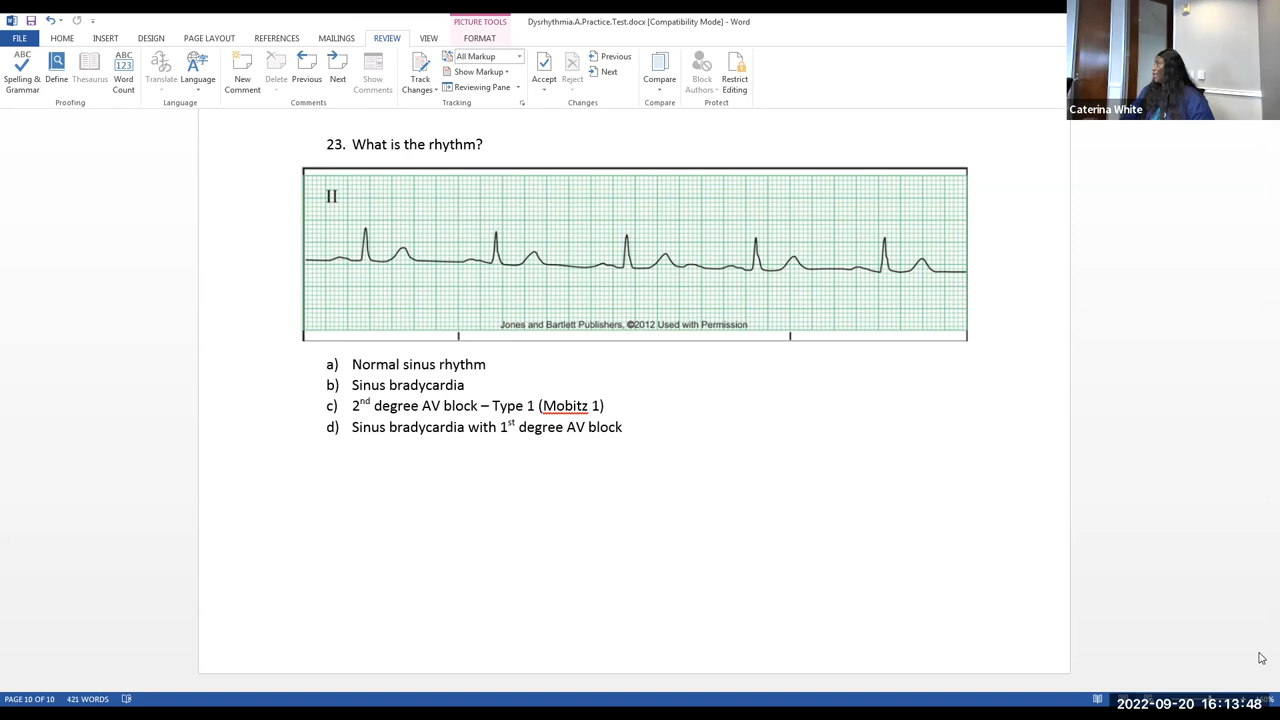 PICTURE TOOLS
Dysrhythmia.A.Practice.Test.docx [Compatibility Mode] - Word
FILE HOME INSERT DESIGN PAGE LAYOUT REFERENCES MAILINGS REVIEW VIEW FORMAT
Spelling & Grammar
Define
Thesaurus
ABC 123 Word Count
Proofing
Translate
Language
Language
New Comment
Delete
Previous
Next
Show Comments
Comments
Track Changes
All Markup
Show Markup
Reviewing Pane
Tracking
Accept
Reject
Previous
Next
Changes
Compare
Compare
Block Authors
Restrict Editing
Protect
Caterina White
23. What is the rhythm?
II
Jones and Bartlett Publishers, ©2012 Used with Permission
a) Normal sinus rhythm
b) Sinus bradycardia
c) 2nd degree AV block – Type 1 (Mobitz 1)
d) Sinus bradycardia with 1st degree AV block
PAGE 10 OF 10 421 WORDS
2022-09-20 16:13:48